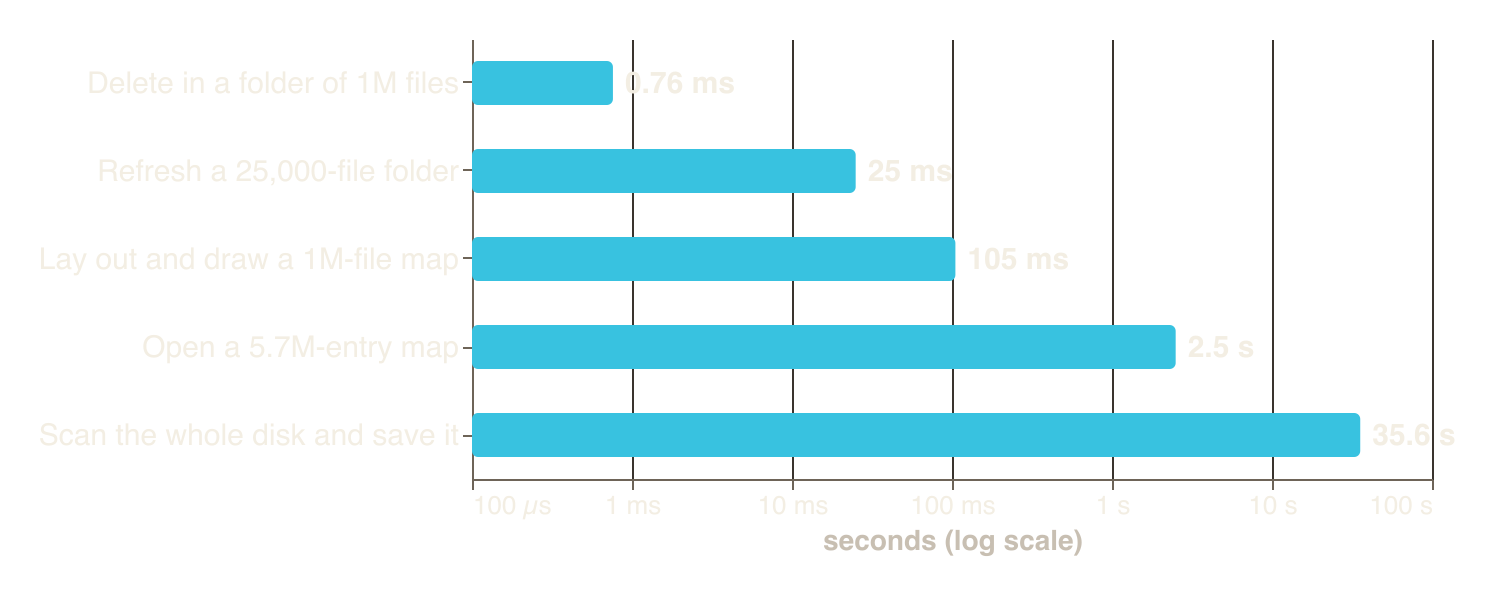 Delete in a folder of 1M files 0.76 ms
Refresh a 25,000-file folder 25 ms
Lay out and draw a 1M-file map 105 ms
Open a 5.7M-entry map 2.5 s
Scan the whole disk and save it 35.6 s
100 µs 1 ms 10 ms 100 ms 1 s 10 s 100 s
seconds (log scale)